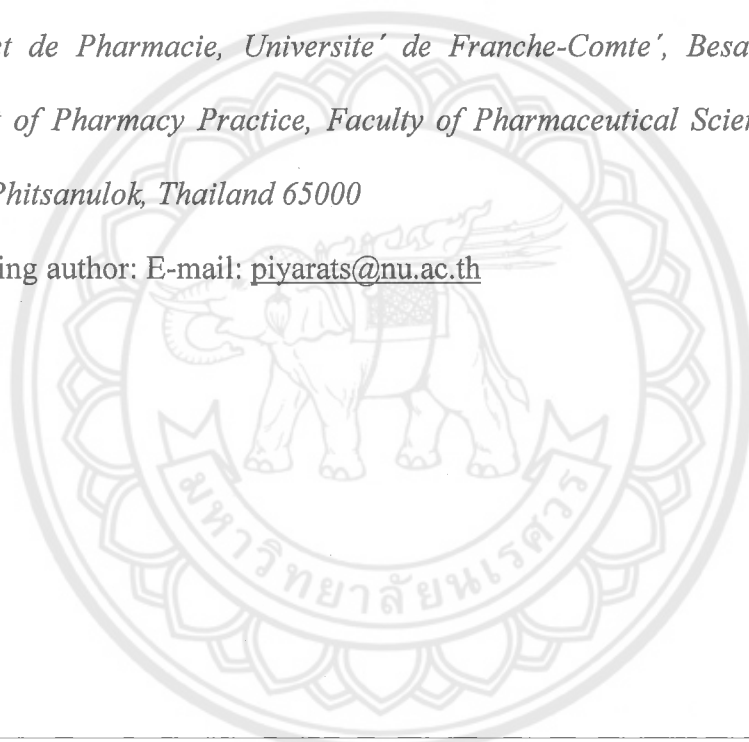 et de Pharmacie, Universite´ de Franche-Comte´, Besa
of Pharmacy Practice, Faculty of Pharmaceutical Scien
Phitsanulok, Thailand 65000
ing author: E-mail: piyarats@nu.ac.th
มหาวิทยาลัยนเรศวร